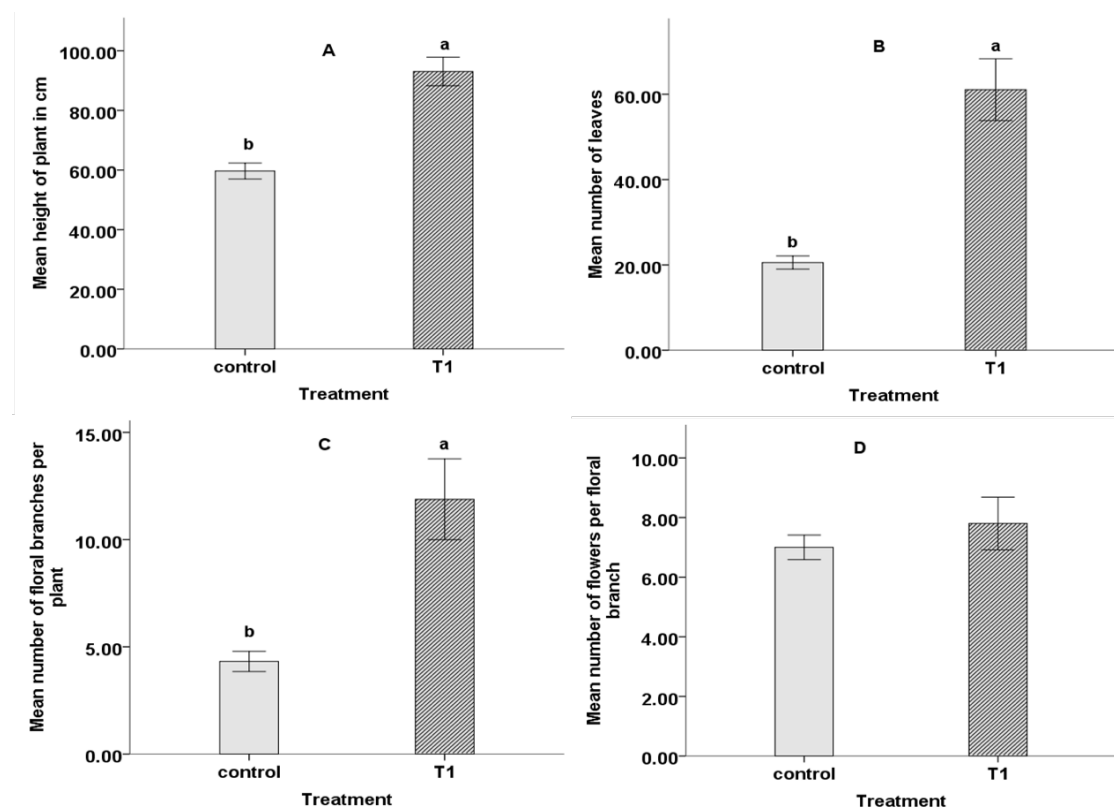 A
Mean height of plant in cm
100.00
80.00
60.00
40.00
20.00
0.00
b
a
control
T1
Treatment
B
Mean number of leaves
60.00
40.00
20.00
0.00
b
a
control
T1
Treatment
C
Mean number of floral branches per
plant
15.00
10.00
5.00
0.00
b
a
control
T1
Treatment
D
Mean number of flowers per floral
branch
10.00
8.00
6.00
4.00
2.00
0.00
control
T1
Treatment